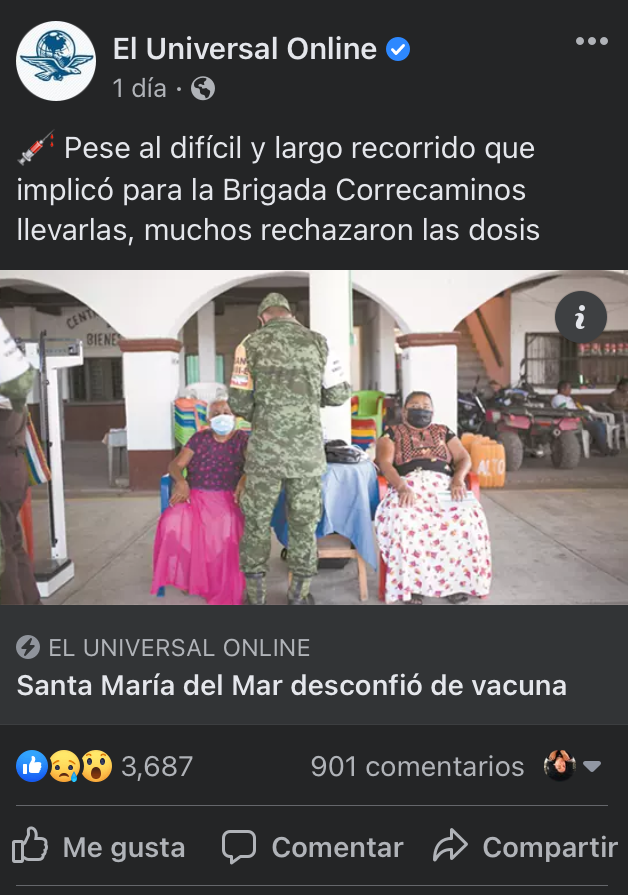 El Universal Online
1 día ·
Pese al difícil y largo recorrido que
implicó para la Brigada Correcaminos
llevarlas, muchos rechazaron las dosis
BIENES
ALTO
EL UNIVERSAL ONLINE
Santa María del Mar desconfió de vacuna
3,687 901 comentarios
Me gusta Comentar Compartir